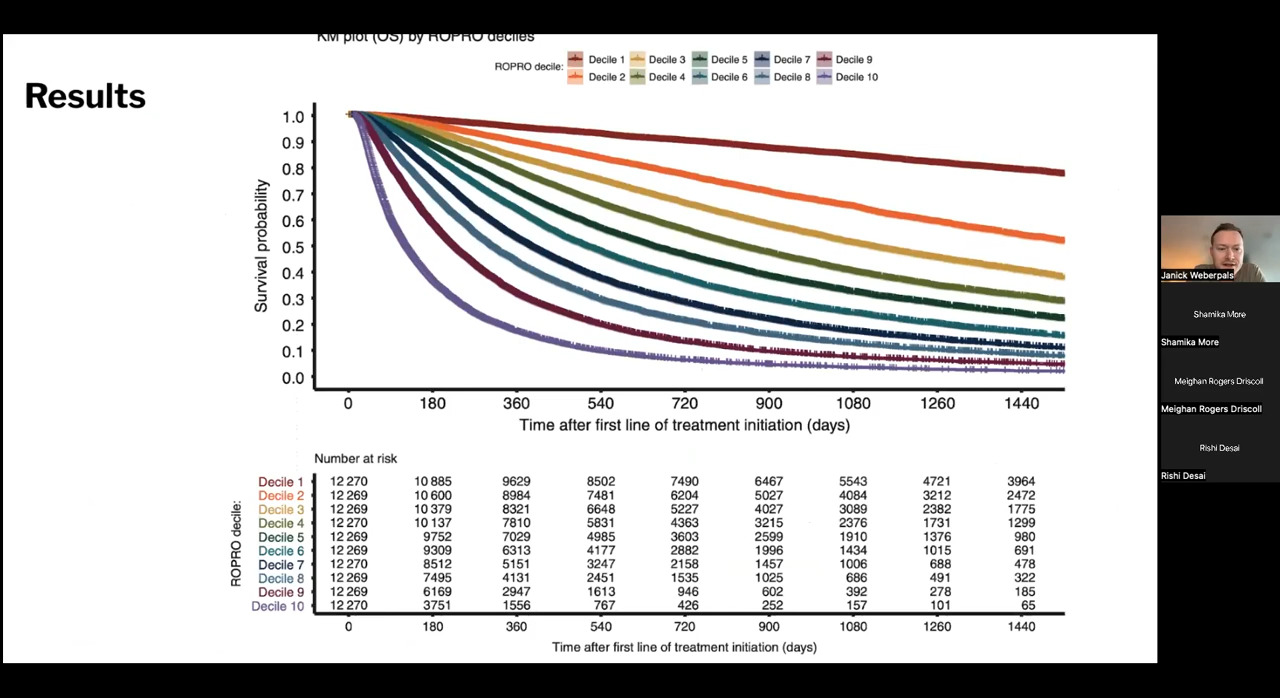 KM plot (OS) by ROPRO deciles
Results
ROPRO decile: Decile 1 Decile 3 Decile 5 Decile 7 Decile 9
Decile 2 Decile 4 Decile 6 Decile 8 Decile 10
Survival probability
1.0
0.9
0.8
0.7
0.6
0.5
0.4
0.3
0.2
0.1
0.0
0 180 360 540 720 900 1080 1260 1440
Time after first line of treatment initiation (days)
Number at risk
ROPRO decile:
Decile 1 12 270 10 885 9629 8502 7490 6467 5543 4721 3964
Decile 2 12 269 10 600 8984 7481 6204 5027 4084 3212 2472
Decile 3 12 269 10 379 8321 6648 5227 4027 3089 2382 1775
Decile 4 12 270 10 137 7810 5831 4363 3215 2376 1731 1299
Decile 5 12 269 9752 7029 4985 3603 2599 1910 1376 980
Decile 6 12 269 9309 6313 4177 2882 1996 1434 1015 691
Decile 7 12 270 8512 5151 3247 2158 1457 1006 688 478
Decile 8 12 269 7495 4131 2451 1535 1025 686 491 322
Decile 9 12 269 6169 2947 1613 946 602 392 278 185
Decile 10 12 270 3751 1556 767 426 252 157 101 65
0 180 360 540 720 900 1080 1260 1440
Time after first line of treatment initiation (days)
Janick Weberpals
Shamika More
Shamika More
Meighan Rogers Driscoll
Meighan Rogers Driscoll
Rishi Desai
Rishi Desai